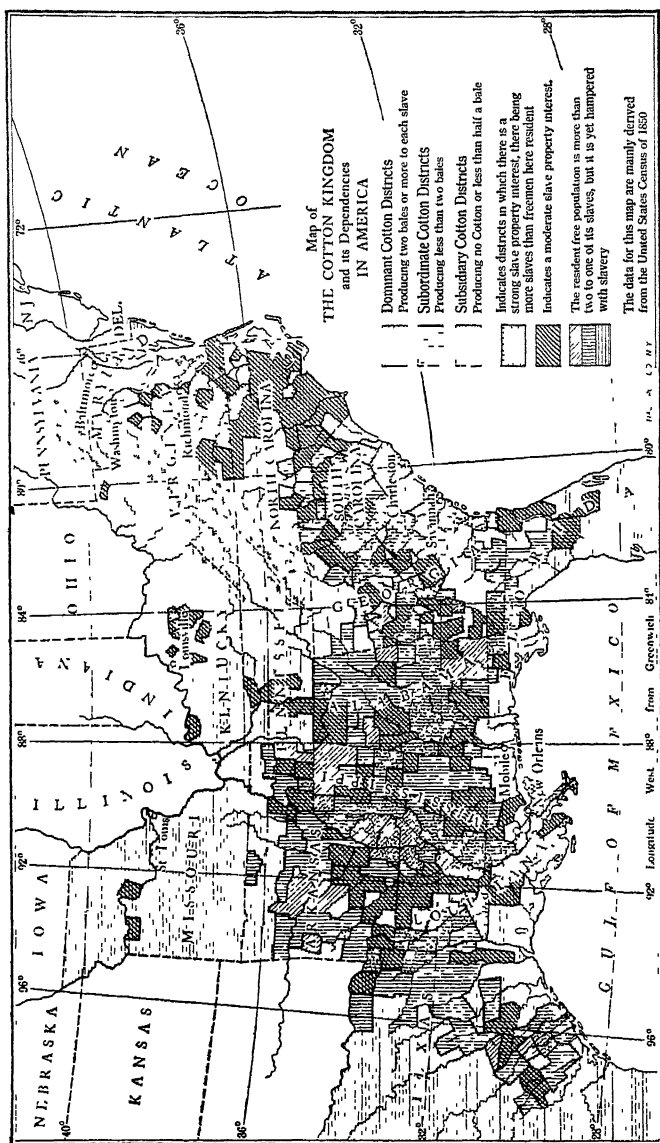 Map of
THE COTTON KINGDOM
and its Dependencies
IN AMERICA
Dominant Cotton Districts
Producing two bales or more to each slave
Subordinate Cotton Districts
Producing less than two bales
Subsidiary Cotton Districts
Producing no Cotton or less than half a bale
Indicates districts in which there is a
strong slave property interest, there being
more slaves than freemen here resident
Indicates a moderate slave property interest.
The resident free population is more than
two to one of its slaves, but it is yet hampered
with slavery
The data for this map are mainly derived
from the United States Census of 1850
NEBRASKA
IOWA
ILLINOIS
INDIANA
OHIO
PENNSYLVANIA
N J
DEL.
KANSAS
MISSOURI
St Louis
Baltimore
Washington
Richmond
VIRGINIA
NORTH CAROLINA
SOUTH
CAROLINA
Charleston
Savannah
Mobile
New Orleans
ATLANTIC
OCEAN
GULF OF MEXICO
Longitude West 88° from Greenwich
96°
92°
88°
84°
80°
72°
40°
36°
32°
28°
36°
32°
96°
92°
80°